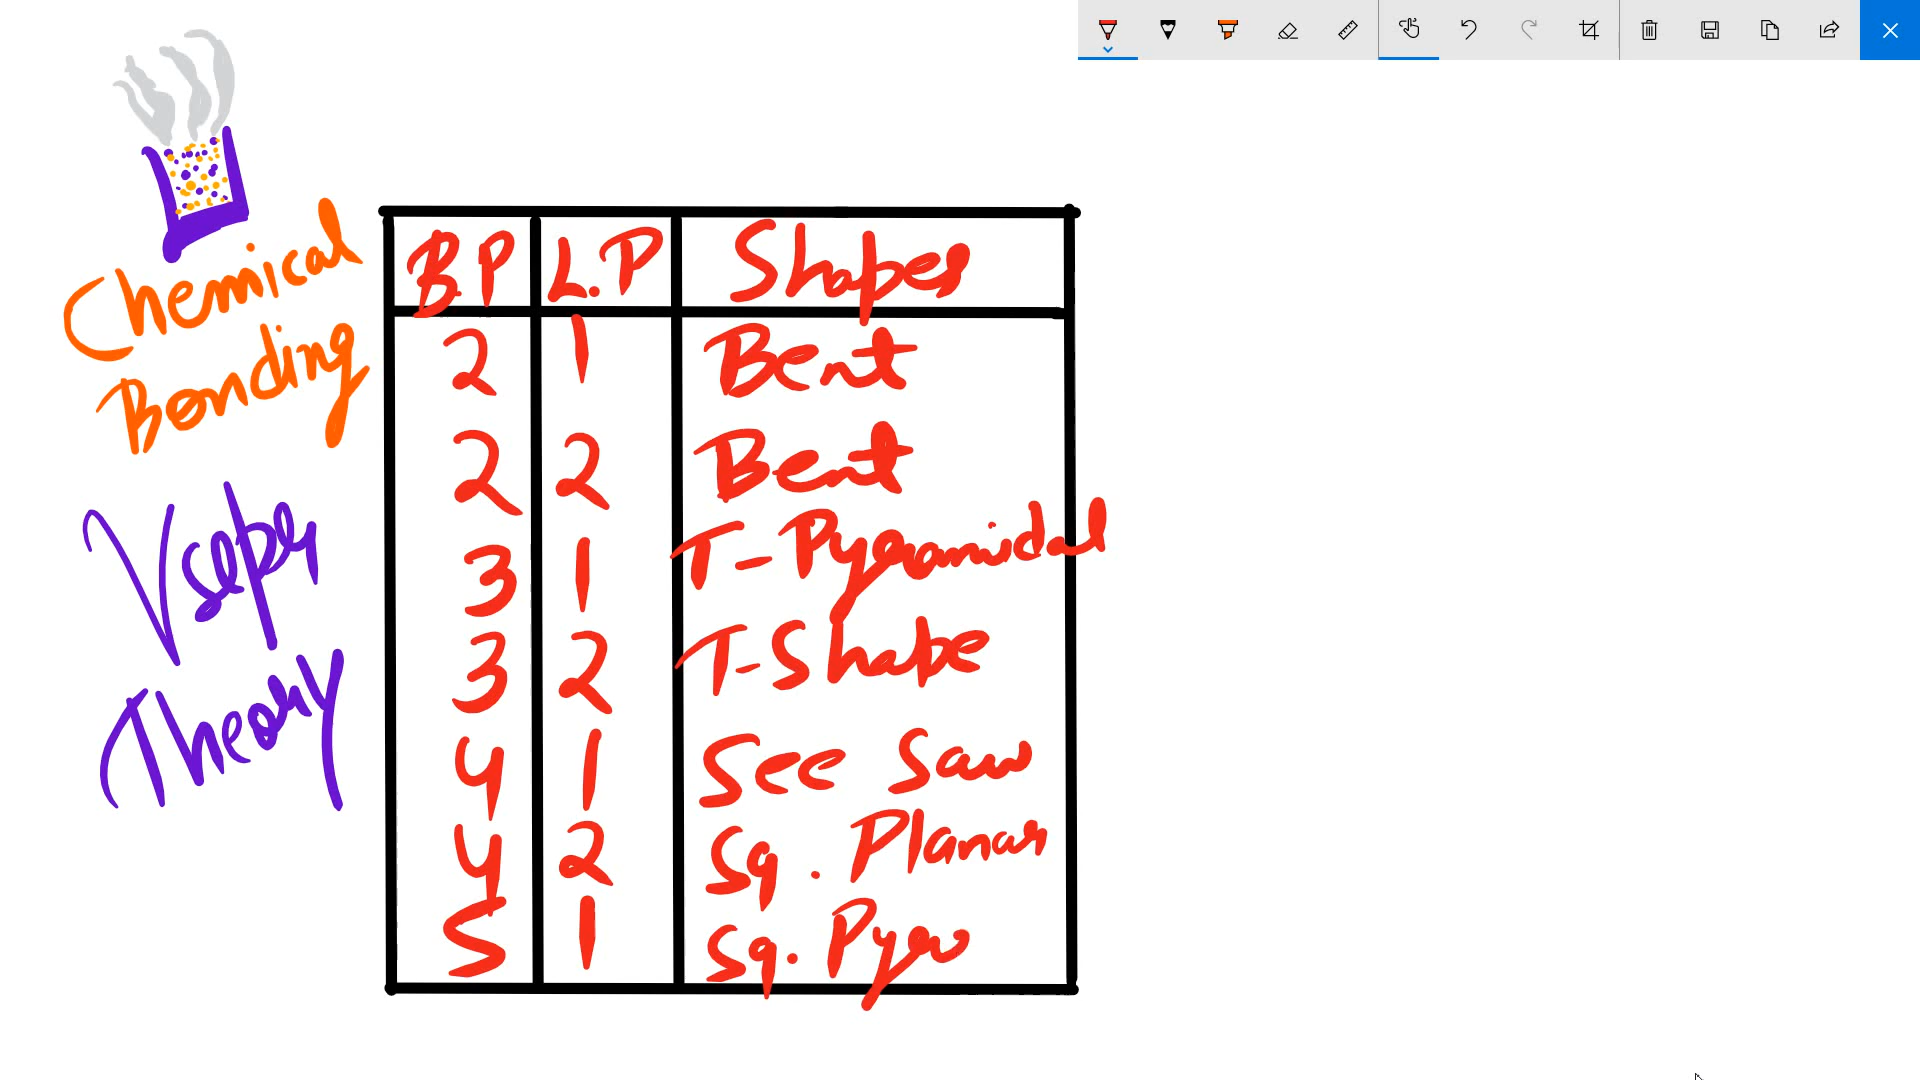 Chemical
Bonding
Vsepr
Theory
B.P L.P Shapes
2 1 Bent
2 2 Bent
3 1 T-Pyramidal
3 2 T-Shape
4 1 See Saw
4 2 Sq. Planar
5 1 Sq. Pyr